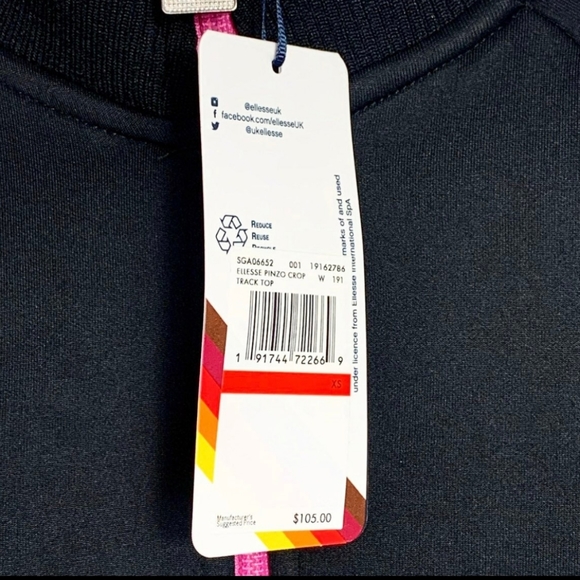 @ellesseuk
f facebook.com/ellesseUK
@ukellesse
REDUCE
REUSE
marks of and used
under licence from Ellesse International SpA
SGA06652 001 19162786
ELLESSE PINZO CROP W 191
TRACK TOP
1 91744 72266 9
XS
Manufacturer's
Suggested Price
$105.00